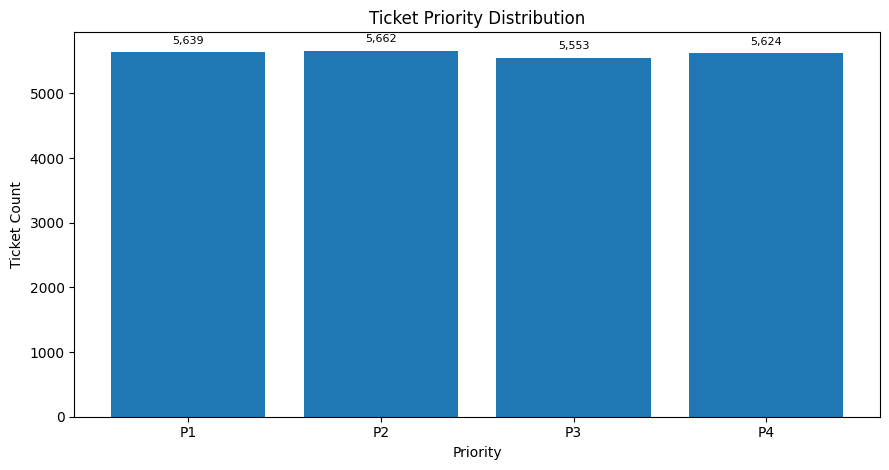 Ticket Priority Distribution
5,639
5,662
5,553
5,624
5000
4000
3000
2000
1000
0
Ticket Count
P1
P2
P3
P4
Priority